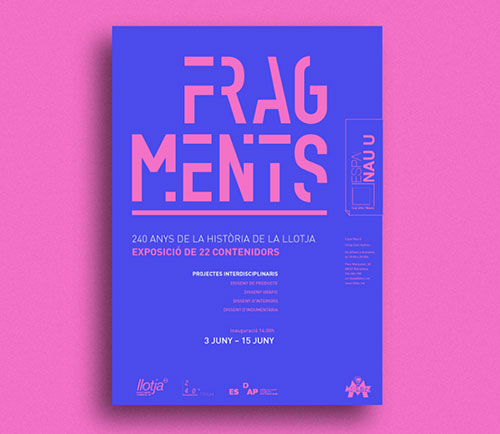 FRAG
MENTS
ESPAI
NAU U
240 ANYS DE LA HISTÒRIA DE LA LLOTJA
EXPOSICIÓ DE 22 CONTENIDORS
PROJECTES INTERDISCIPLINARIS
DISSENY DE PRODUCTE
DISSENY GRÀFIC
DISSENY D'INTERIORS
DISSENY D'INDUMENTÀRIA
Inauguració 14.00h
3 JUNY – 15 JUNY
llotja
ES D AP